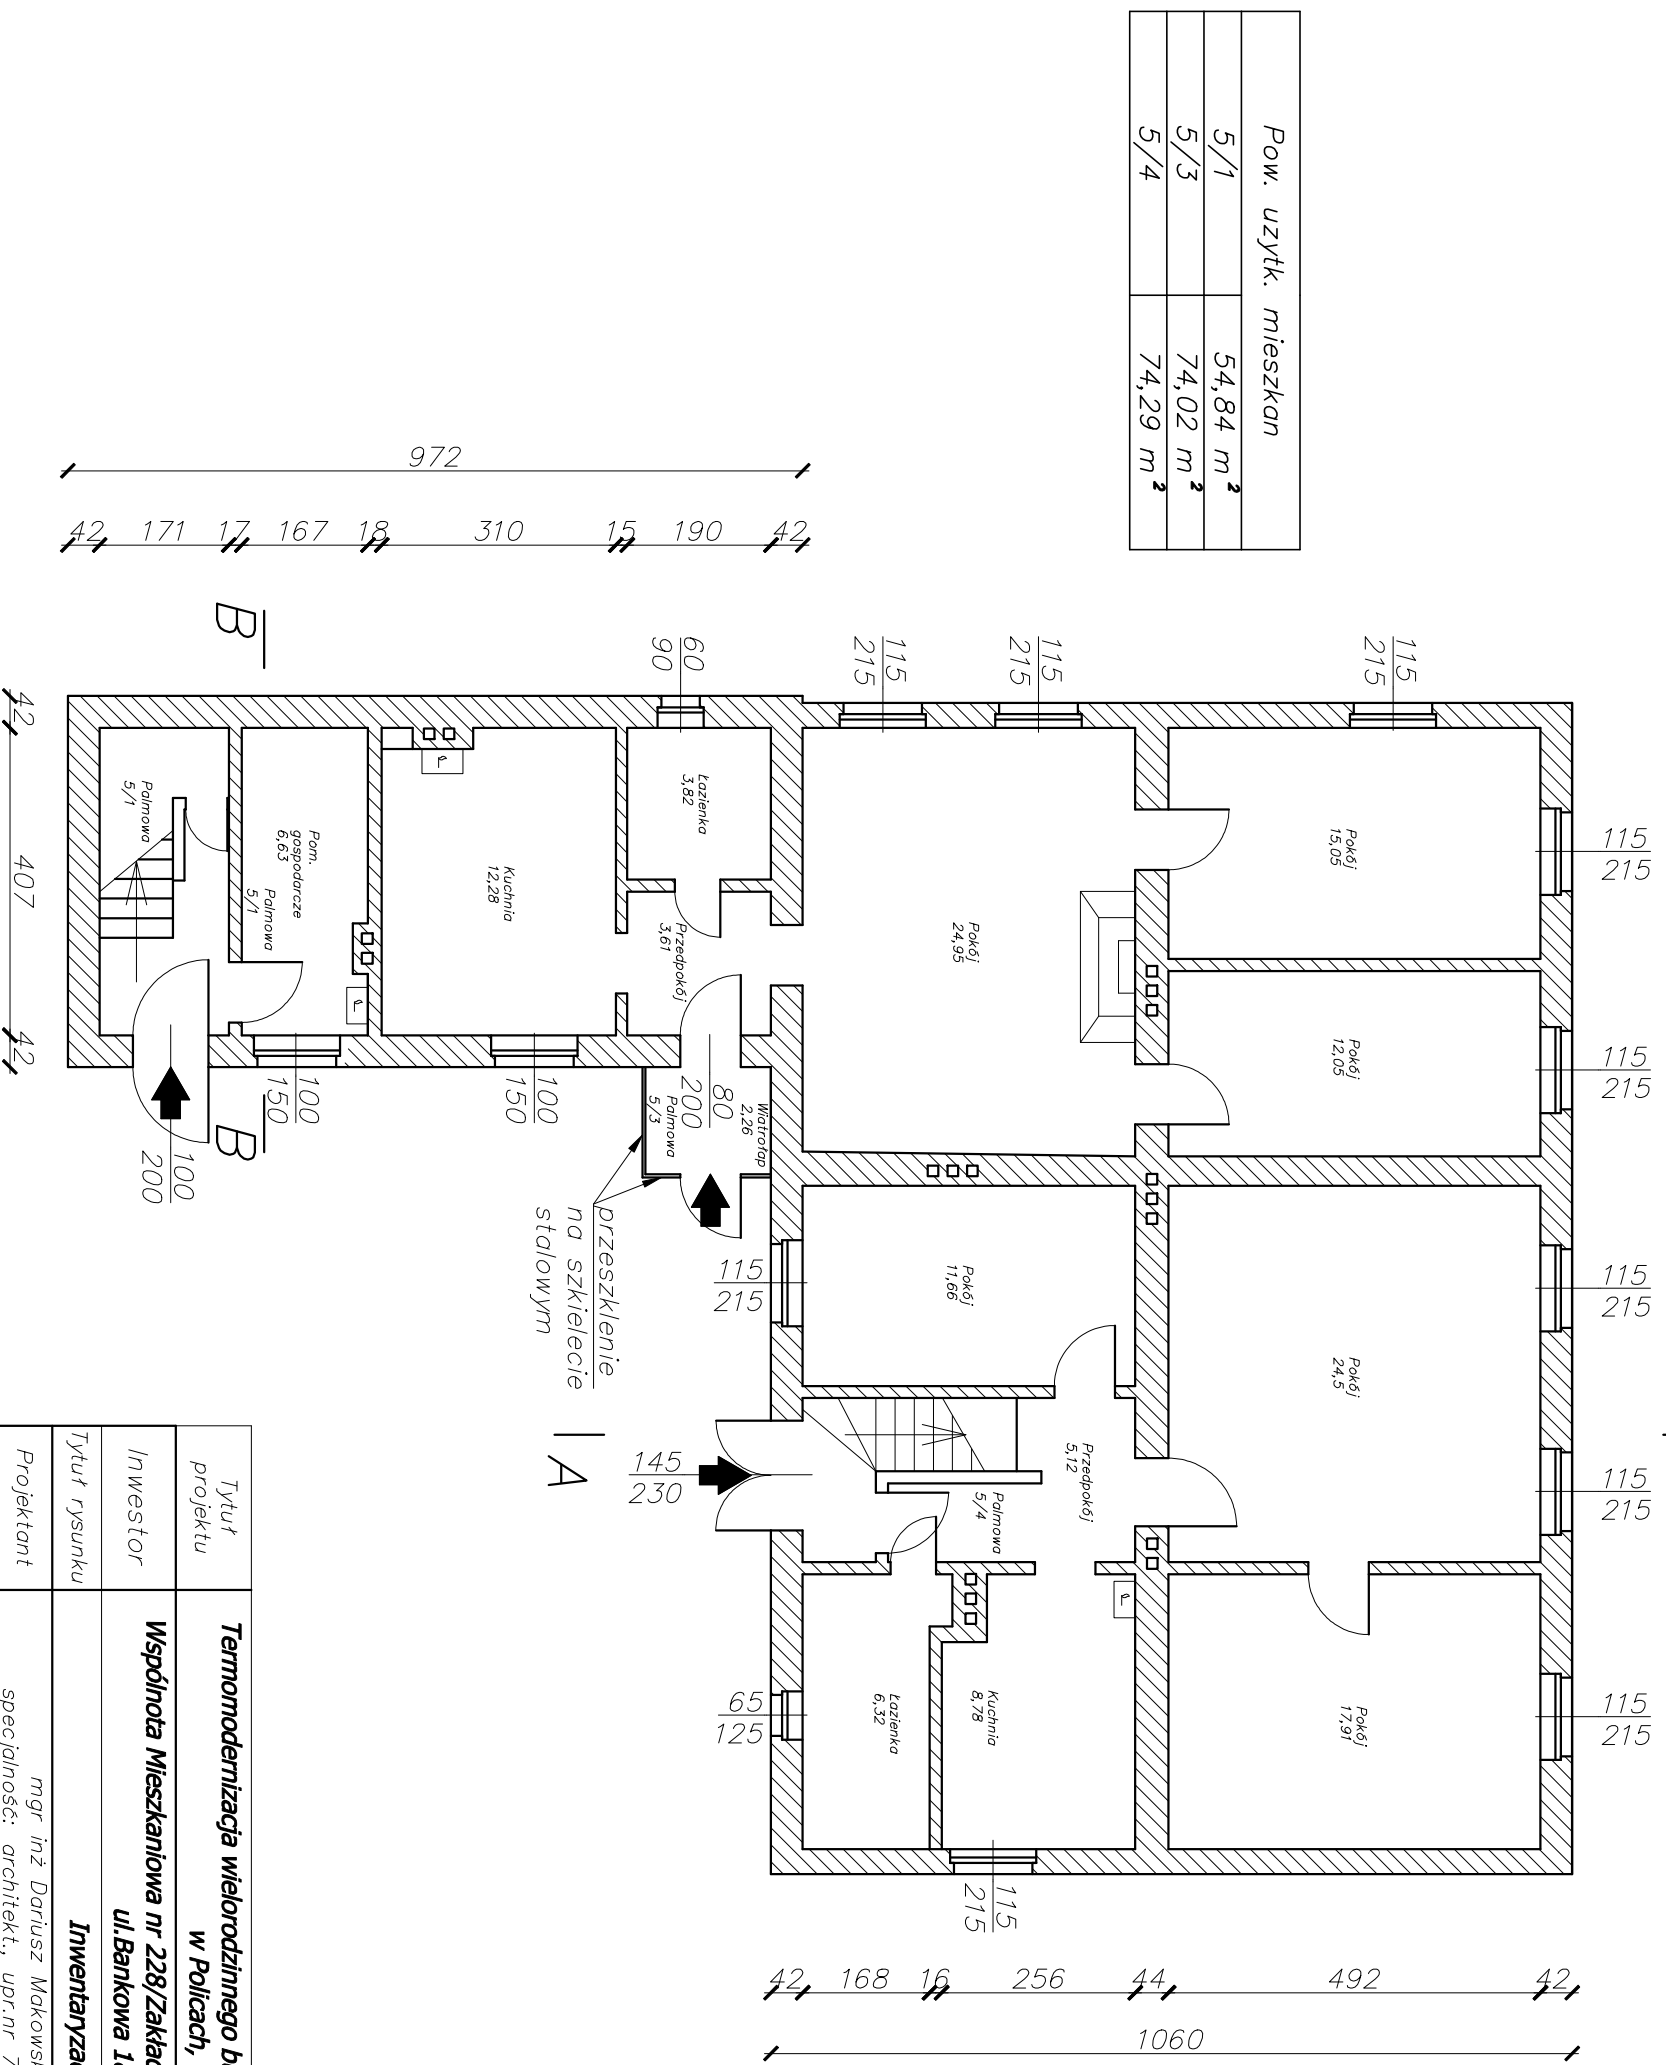 Pow. uzytk. mieszkan
5/1 54,84 m²
5/3 74,02 m²
5/4 74,29 m²
972
42 171 17 167 18 310 15 190 42
B
B
42
407
42
60
90
115
215
115
215
115
215
115
215
115
215
115
215
115
215
115
215
Pokój
15,05
Pokój
12,05
Pokój
24,95
Łazienka
3,82
Przedpokój
3,61
Kuchnia
12,28
Pom.
gospodarcze
6,63
Palmowa
5/1
Palmowa
5/1
100
200
100
150
100
150
80
200
Wiatrołap
2,26
Palmowa
5/3
przeszklenie
na szkielecie
stalowym
115
215
Pokój
11,66
Pokój
24,5
Przedpokój
5,12
Palmowa
5/4
A
145
230
Pokój
17,91
Kuchnia
8,78
Łazienka
6,32
65
125
115
215
42 168 16 256 44 492 42
1060
Tytuł
projektu
Termomodernizacja wielorodzinnego
w Policach,
Inwestor
Wspólnota Mieszkaniowa nr 228/Zakła
ul.Bankowa
Tytuł rysunku
Inwentaryza
Projektant
mgr inż Dariusz Makows
specjalność: architekt., upr.nr